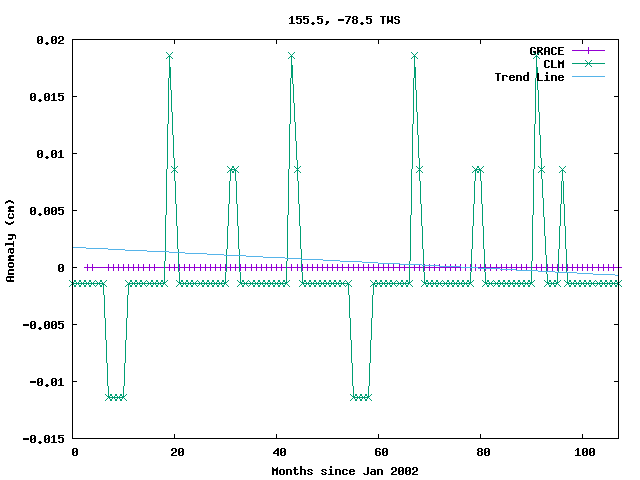 155.5, -78.5 TWS
GRACE
CLM
Trend Line
0.02
0.015
0.01
0.005
0
-0.005
-0.01
-0.015
Anomaly (cm)
0 20 40 60 80 100
Months since Jan 2002